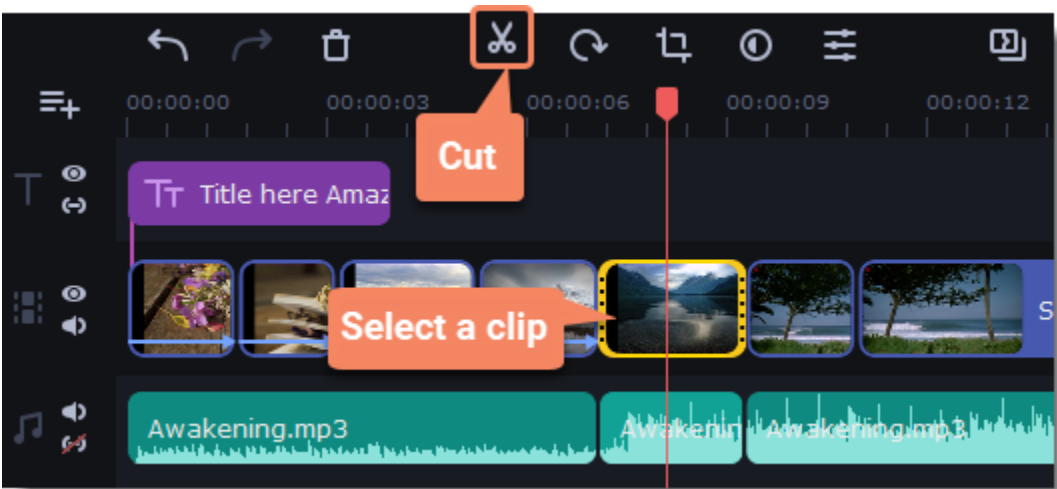 00:00:00 00:00:03 00:00:06 00:00:09 00:00:12
Cut
Title here Amaz
Select a clip
S
Awakening.mp3 Awakenin Awakening.mp3